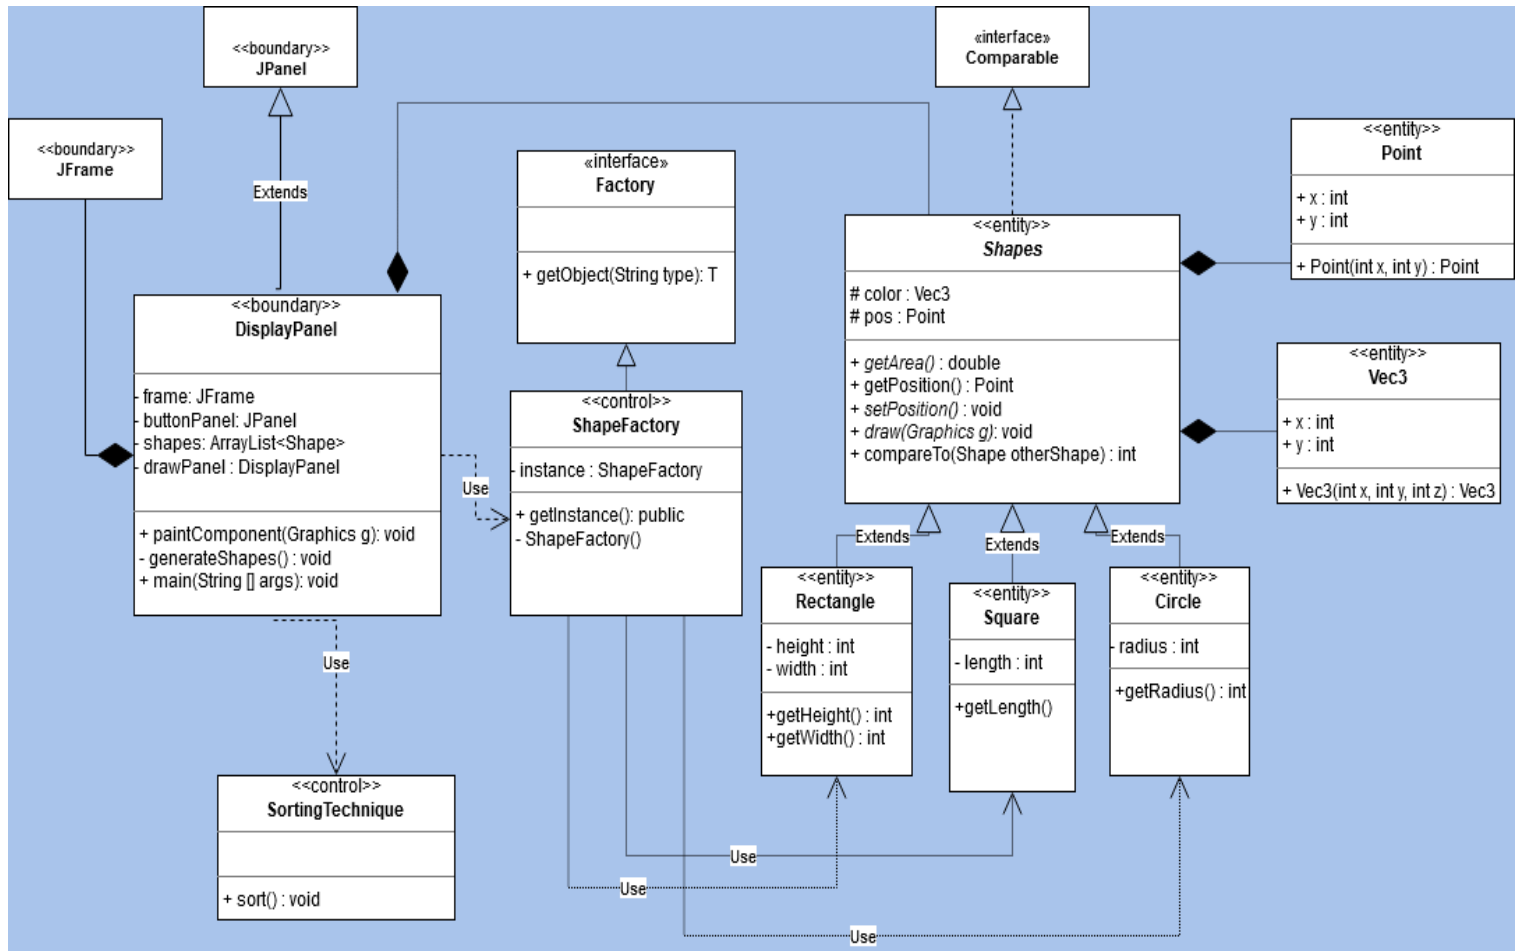 <<boundary>>
JPanel
«interface»
Comparable
<<boundary>>
JFrame
Extends
«interface»
Factory
+ getObject(String type): T
<<entity>>
Point
+ x : int
+ y : int
+ Point(int x, int y) : Point
<<entity>>
Shapes
# color : Vec3
# pos : Point
+ getArea() : double
+ getPosition() : Point
+ setPosition() : void
+ draw(Graphics g): void
+ compareTo(Shape otherShape) : int
<<boundary>>
DisplayPanel
- frame: JFrame
- buttonPanel: JPanel
- shapes: ArrayList<Shape>
- drawPanel : DisplayPanel
+ paintComponent(Graphics g): void
- generateShapes() : void
+ main(String [] args): void
Use
<<control>>
ShapeFactory
- instance : ShapeFactory
+ getInstance(): public
- ShapeFactory()
<<entity>>
Vec3
+ x : int
+ y : int
+ Vec3(int x, int y, int z) : Vec3
Extends
Extends
Extends
<<entity>>
Rectangle
- height : int
- width : int
+getHeight() : int
+getWidth() : int
<<entity>>
Square
- length : int
+getLength()
<<entity>>
Circle
- radius : int
+getRadius() : int
Use
<<control>>
SortingTechnique
+ sort() : void
Use
Use
Use